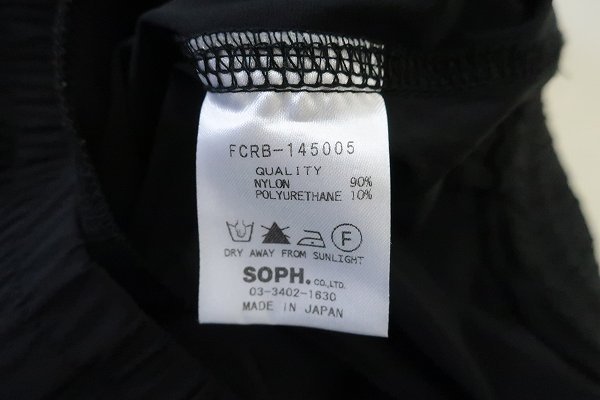 FCRB-145005
QUALITY
NYLON 90%
POLYURETHANE 10%
F
DRY AWAY FROM SUNLIGHT
SOPH. CO.,LTD.
03-3402-1630
MADE IN JAPAN